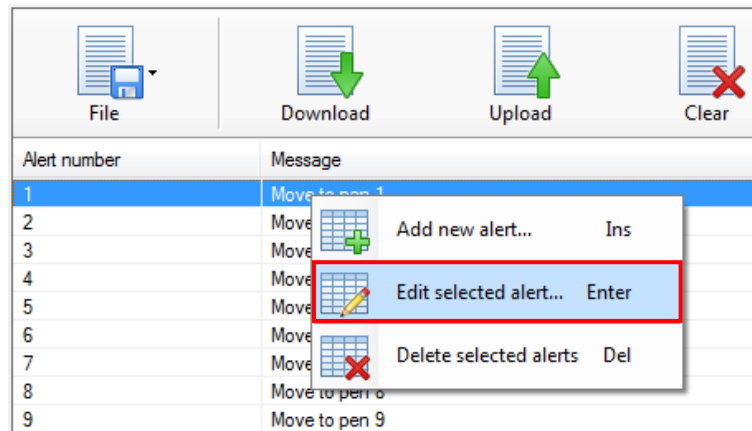 File Download Upload Clear
Alert number Message
1 Move to pen 1
2 Move
Add new alert... Ins
3 Move
4 Move
Edit selected alert... Enter
5 Move
6 Move
7 Move
Delete selected alerts Del
8 Move to pen 8
9 Move to pen 9